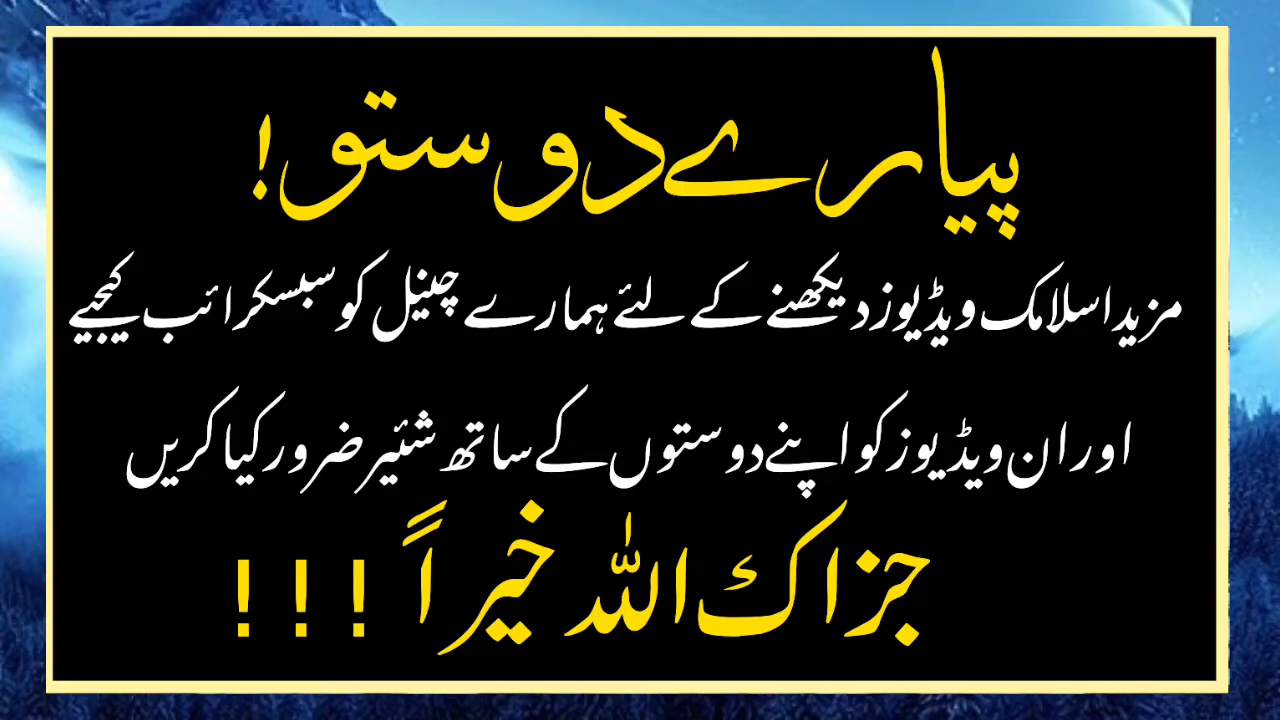 پیارے دوستو!
مزید اسلامک ویڈیوز دیکھنے کے لئے ہمارے چینل کو سبسکرائب کیجیے
اور ان ویڈیوز کو اپنے دوستوں کے ساتھ شئیر ضرور کیا کریں
جزاک اللہ خیراً !!!